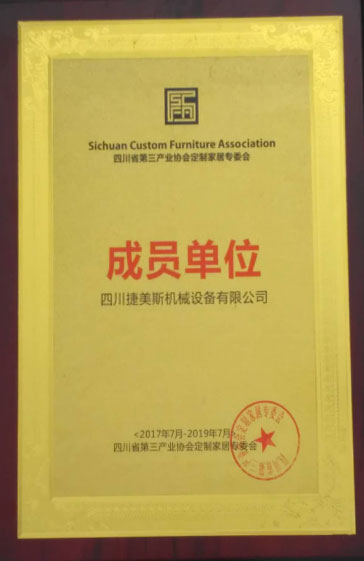 SCFA
Sichuan Custom Furniture Association
四川省第三产业协会定制家居专委会
成员单位
四川捷美斯机械设备有限公司
<2017年7月-2019年7月>
四川省第三产业协会定制家居专委会